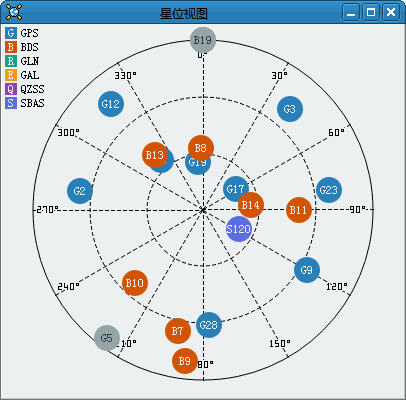 星位视图
G GPS
B BDS
R GLN
E GAL
Q QZSS
S SBAS
B19
0°
330°
30°
G12
G3
300°
60°
B8
B13
G19
G2
G17
G23
B14
270°
B11
90°
S120
G9
B10
240°
120°
G28
B7
G5
10°
150°
B9
80°